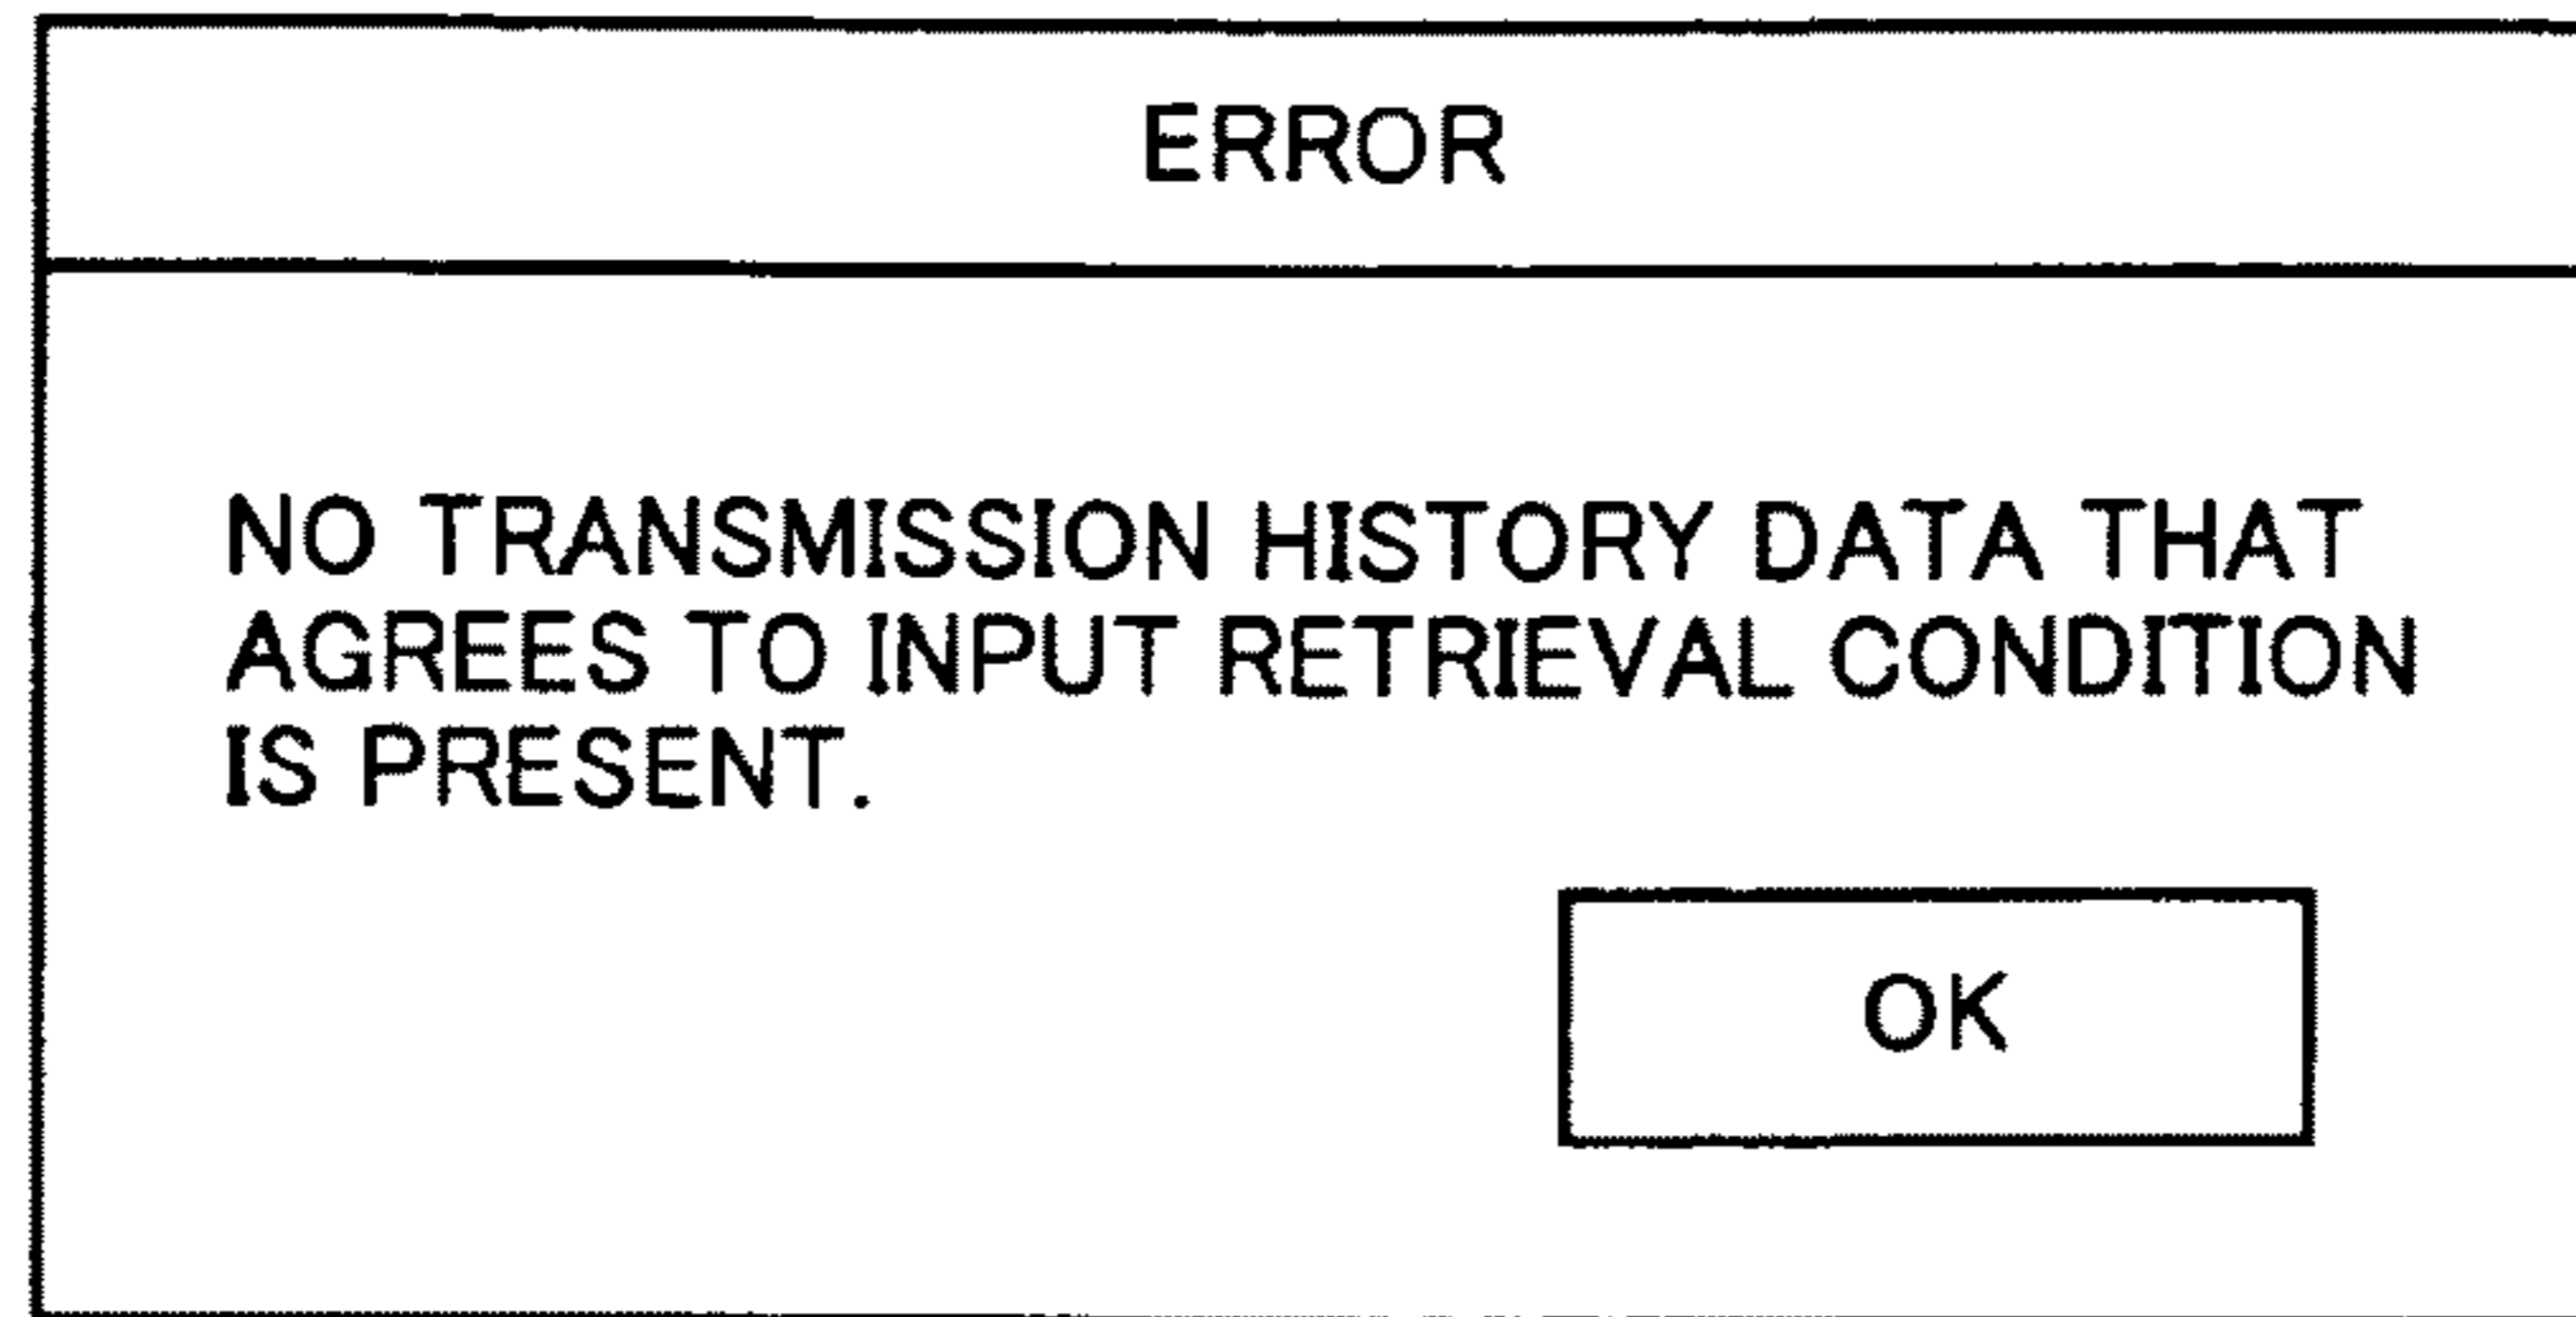 ERROR
NO TRANSMISSION HISTORY DATA THAT
AGREES TO INPUT RETRIEVAL CONDITION
IS PRESENT.
OK